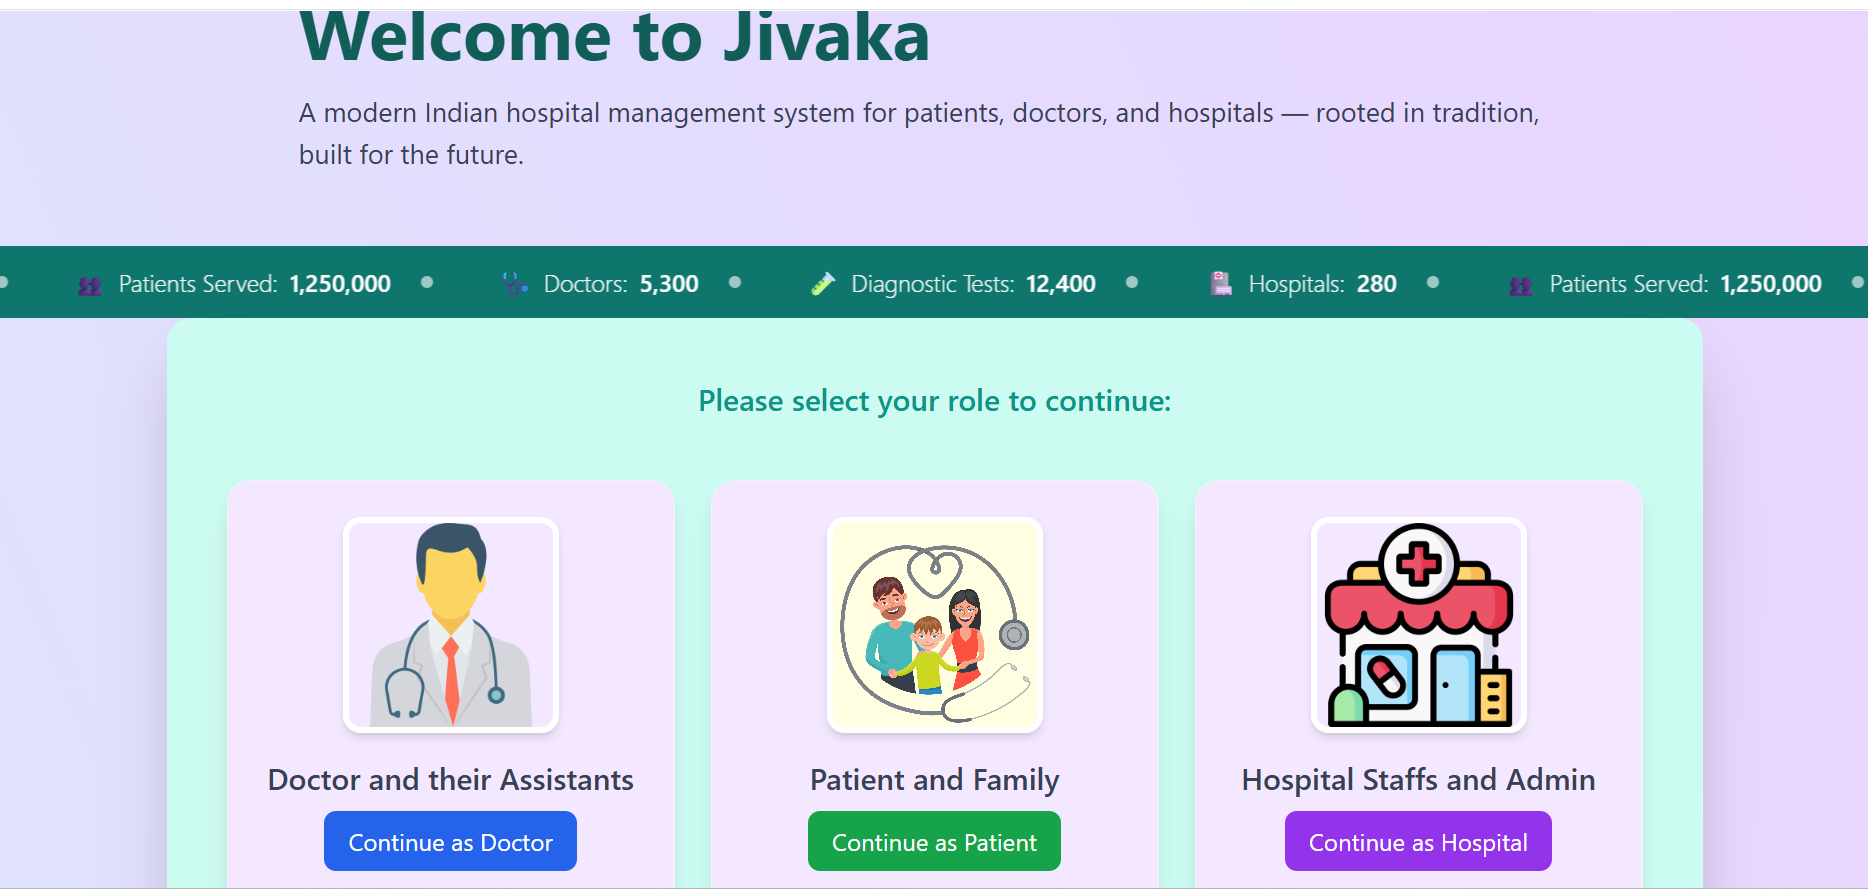 Welcome to Jivaka
A modern Indian hospital management system for patients, doctors, and hospitals — rooted in tradition,
built for the future.
Patients Served: 1,250,000 Doctors: 5,300 Diagnostic Tests: 12,400 Hospitals: 280 Patients Served: 1,250,000
Please select your role to continue:
Doctor and their Assistants
Continue as Doctor
Patient and Family
Continue as Patient
Hospital Staffs and Admin
Continue as Hospital